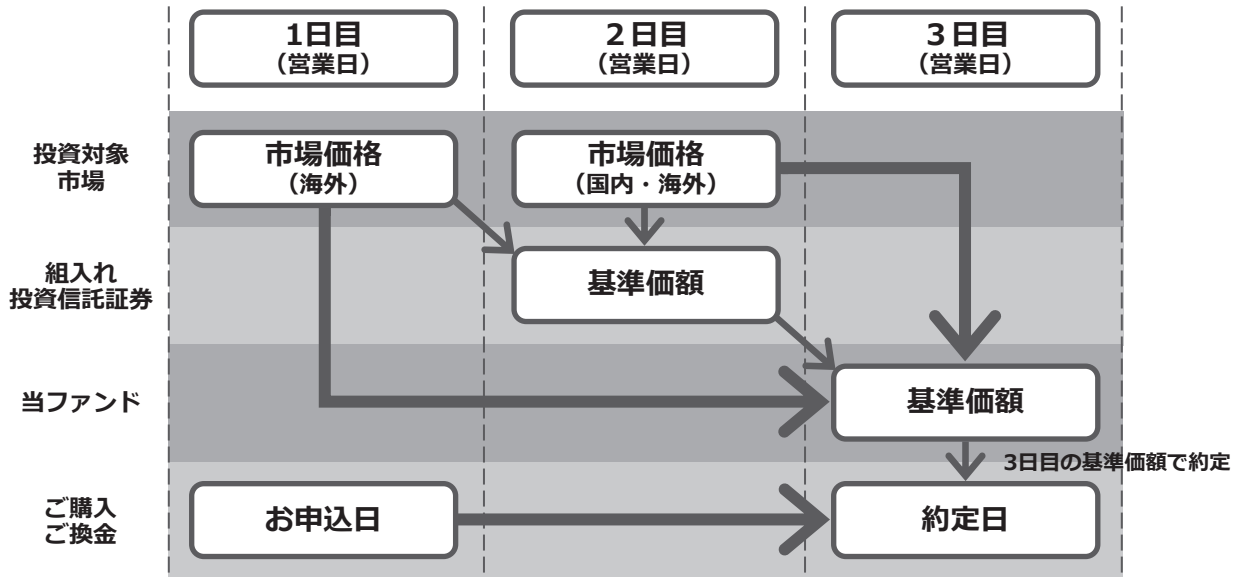 1日目
（営業日）
２日目
（営業日）
３日目
（営業日）
投資対象
市場
市場価格
（海外）
市場価格
（国内・海外）
組入れ
投資信託証券
基準価額
当ファンド
基準価額
3日目の基準価額で約定
ご購入
ご換金
お申込日
約定日